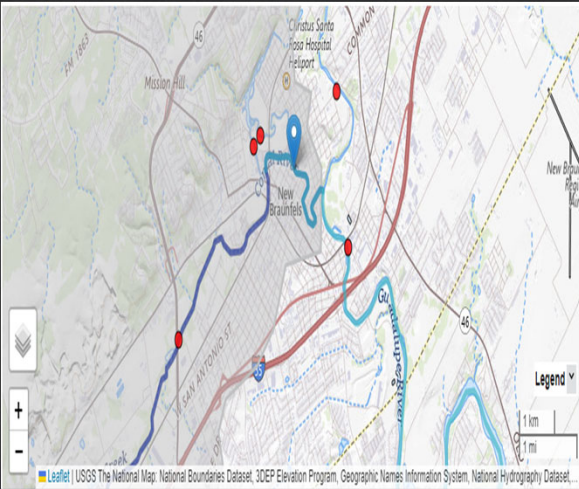 46
FM 1863
Mission Hill
Christus Santa
Rosa Hospital
Heliport
H
COMMON
New
Braunfels
New Brau
Regi
46
Guadalupe River
W SAN ANTONIO ST
35
+
−
Legend
1 km
1 mi
Leaflet | USGS The National Map: National Boundaries Dataset, 3DEP Elevation Program, Geographic Names Information System, National Hydrography Dataset,...